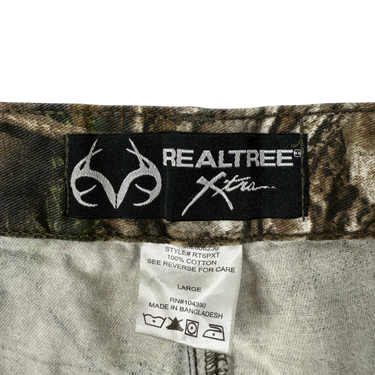 REALTREE
Xtra
STYLE# RT6PXT
100% COTTON
SEE REVERSE FOR CARE
LARGE
RN#104390
MADE IN BANGLADESH